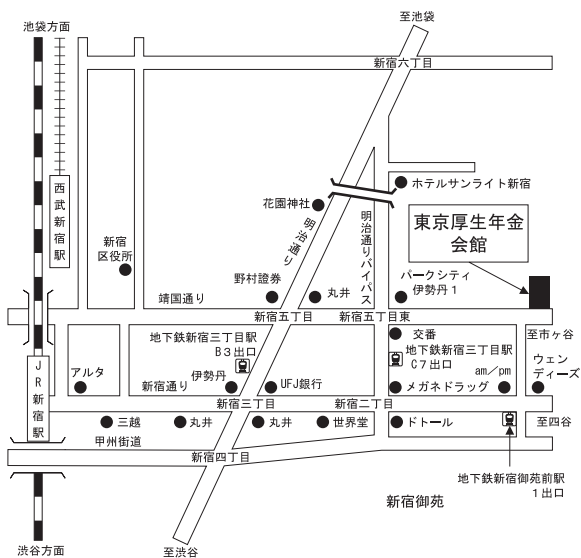 池袋方面
至池袋
新宿六丁目
西武新宿駅
ホテルサンライト新宿
花園神社
明治通り
明治通りバイパス
東京厚生年金
会館
新宿
区役所
野村證券
丸井
パークシティ
伊勢丹1
靖国通り
新宿五丁目
新宿五丁目東
交番
至市ヶ谷
地下鉄新宿三丁目駅
B3出口
地下鉄新宿三丁目駅
C7出口
ウェン
ディーズ
アルタ
新宿通り
伊勢丹
UFJ銀行
メガネドラッグ
am/pm
JR新宿駅
新宿三丁目
新宿二丁目
三越
丸井
丸井
世界堂
ドトール
至四谷
甲州街道
新宿四丁目
地下鉄新宿御苑前駅
1出口
新宿御苑
渋谷方面
至渋谷